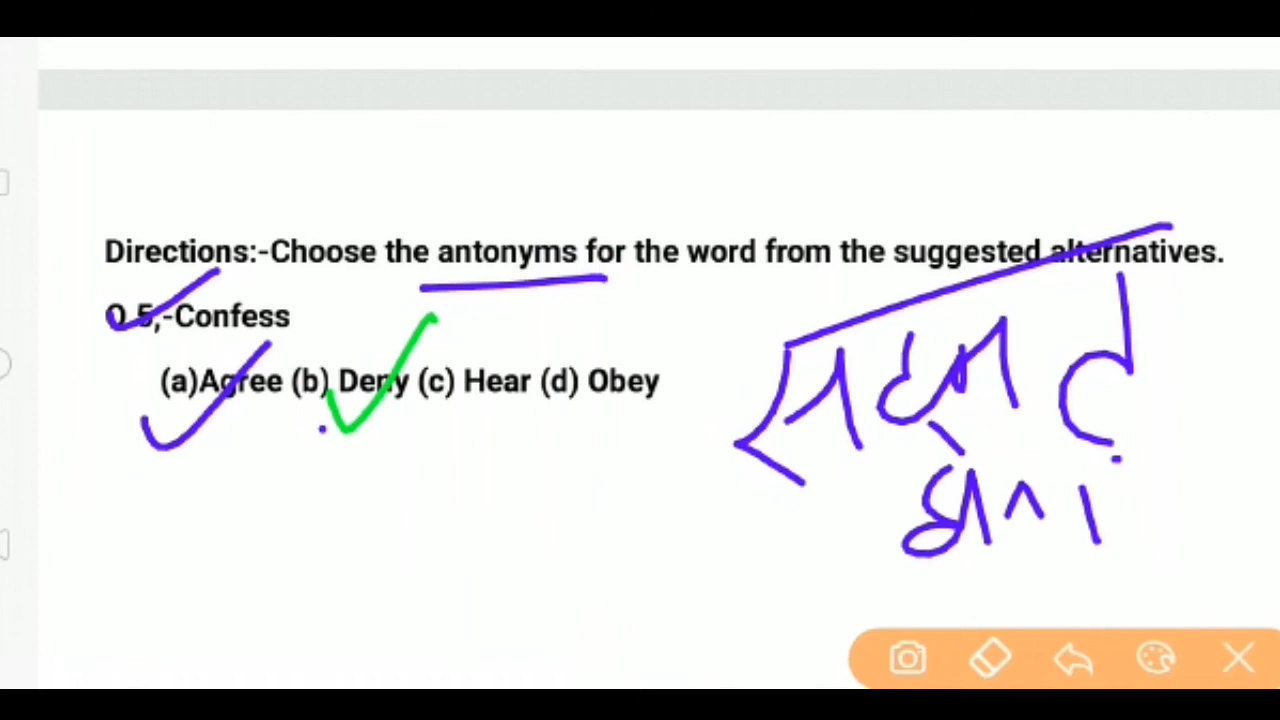 Directions:-Choose the antonyms for the word from the suggested alternatives.
Q.5,-Confess
(a)Agree (b) Deny (c) Hear (d) Obey